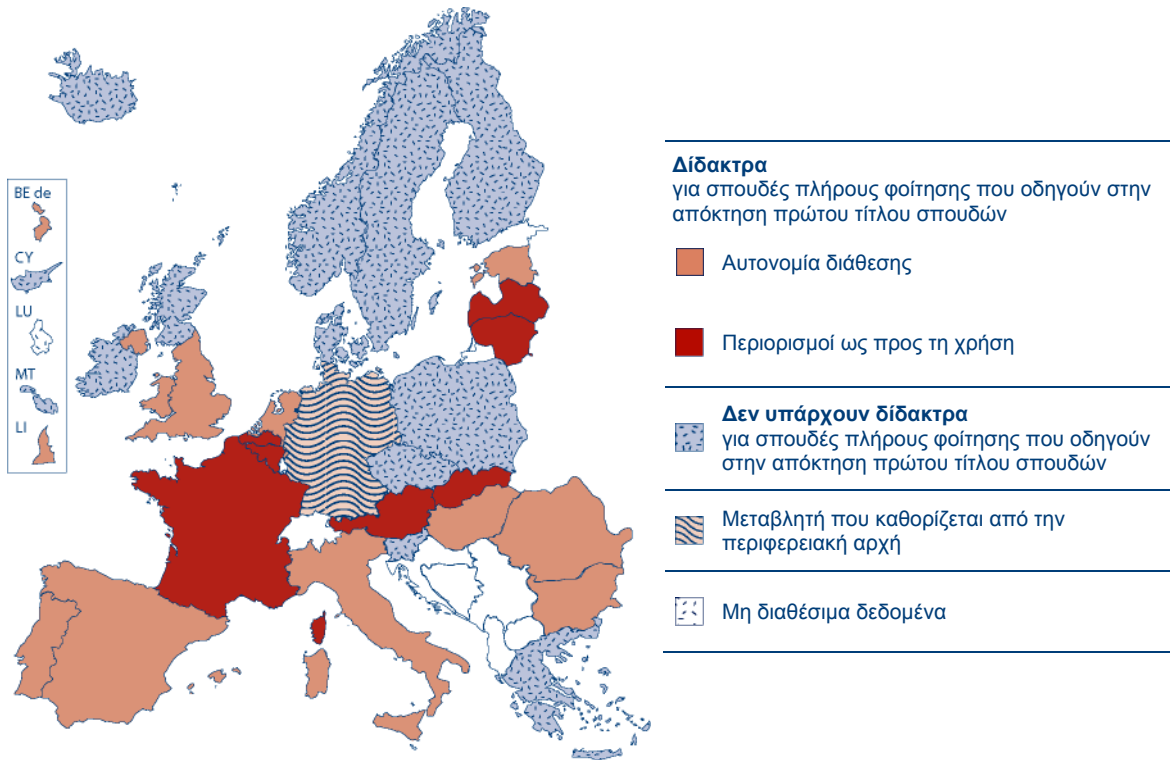 BE de
CY
LU
MT
LI
Δίδακτρα
για σπουδές πλήρους φοίτησης που οδηγούν στην
απόκτηση πρώτου τίτλου σπουδών
Αυτονομία διάθεσης
Περιορισμοί ως προς τη χρήση
Δεν υπάρχουν δίδακτρα
για σπουδές πλήρους φοίτησης που οδηγούν
στην απόκτηση πρώτου τίτλου σπουδών
Μεταβλητή που καθορίζεται από την
περιφερειακή αρχή
Μη διαθέσιμα δεδομένα